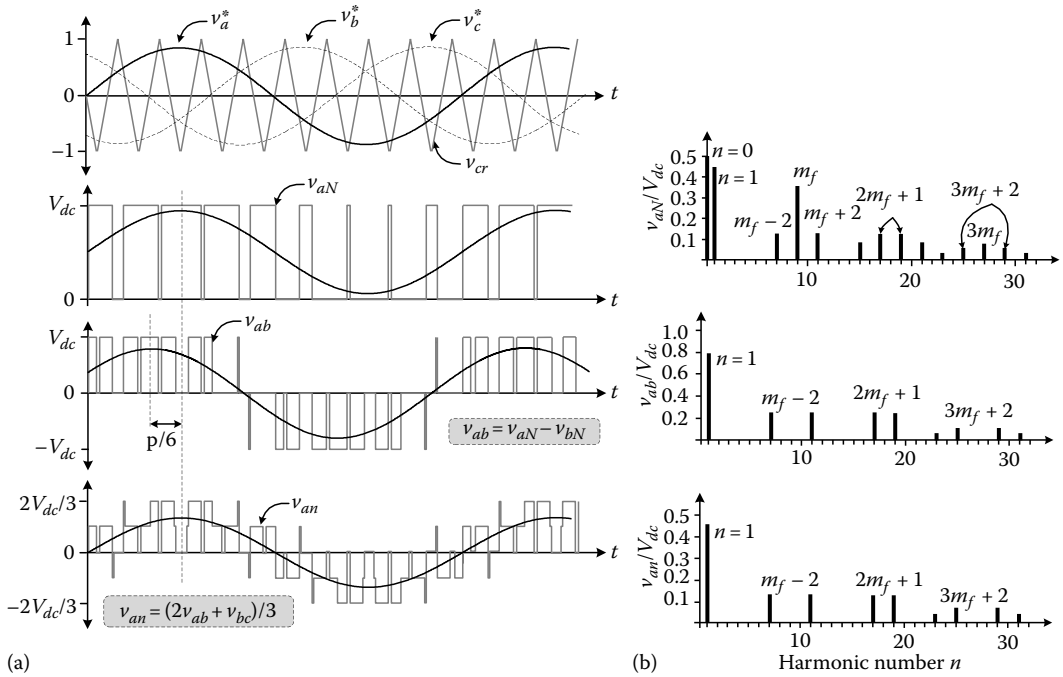 v*a
v*b
v*c
1
0
−1
t
vcr
Vdc
0
vaN
t
Vdc
0
−Vdc
vab
t
p/6
vab = vaN − vbN
2Vdc/3
0
−2Vdc/3
van
t
van = (2vab + vbc)/3
(a)
vaN/Vdc
0.5
0.4
0.3
0.2
0.1
n = 0
n = 1
mf
mf − 2
mf + 2
2mf + 1
3mf + 2
3mf
10
20
30
vab/Vdc
1.0
0.8
0.6
0.4
0.2
n = 1
mf − 2
2mf + 1
3mf + 2
10
20
30
van/Vdc
0.5
0.4
0.3
0.2
0.1
n = 1
mf − 2
2mf + 1
3mf + 2
10
20
30
(b)
Harmonic number n